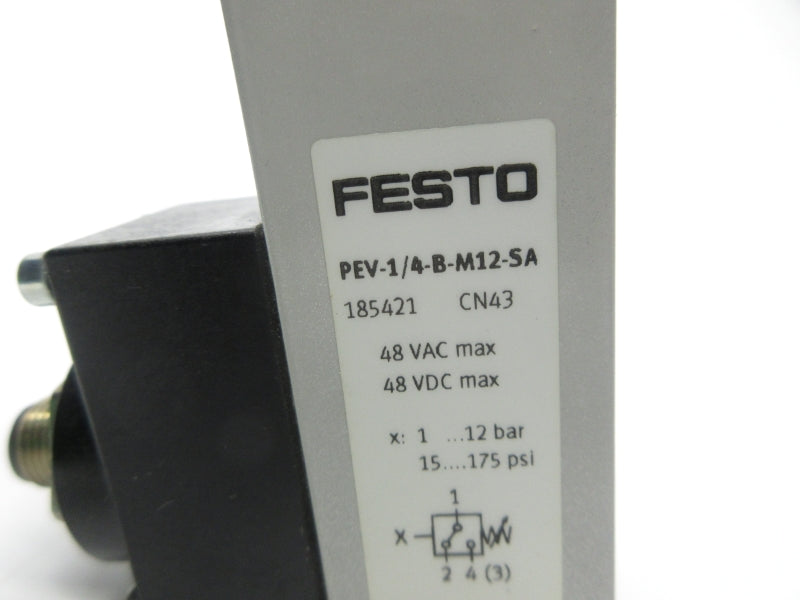 FESTO
PEV-1/4-B-M12-SA
185421 CN43
48 VAC max
48 VDC max
x: 1 ...12 bar
15....175 psi
1
X
2 4 (3)